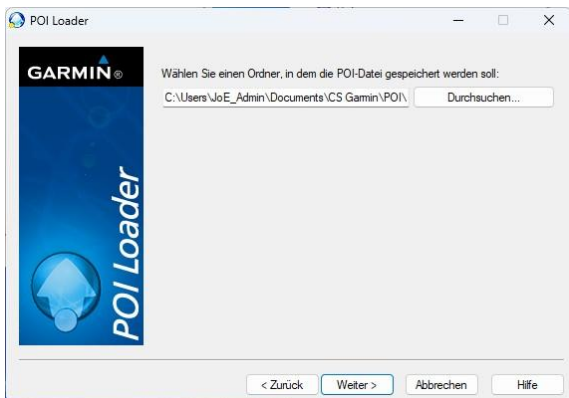 POI Loader
GARMIN®
Wählen Sie einen Ordner, in dem die POI-Datei gespeichert werden soll:
C:\Users\JoE_Admin\Documents\CS Garmin\POI\
Durchsuchen...
POI Loader
< Zurück
Weiter >
Abbrechen
Hilfe